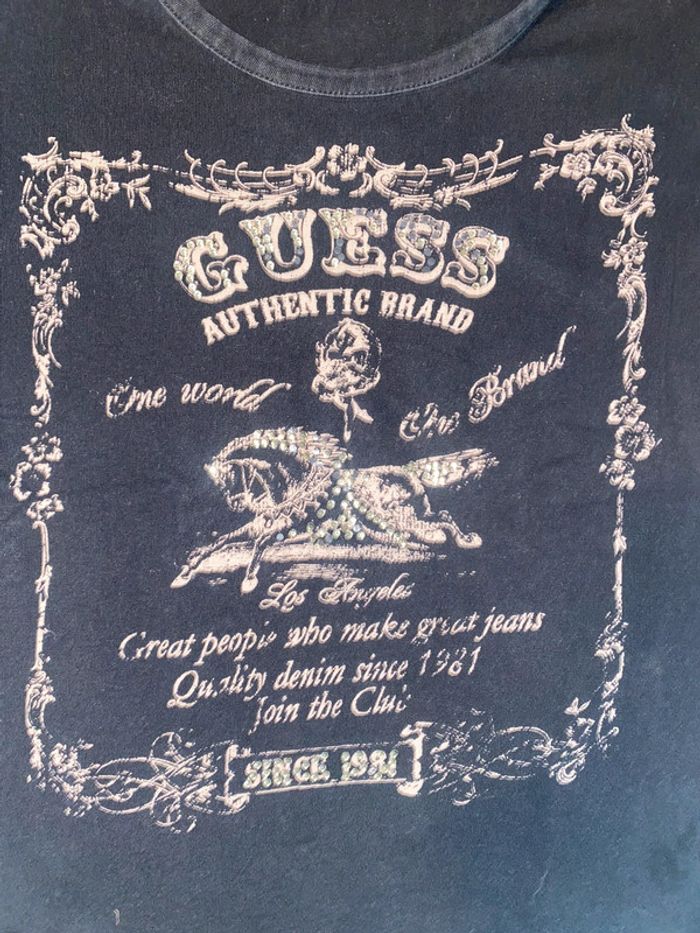 GUESS
AUTHENTIC BRAND
One world
One Brand
Los Angeles
Great people who make great jeans
Quality denim since 1981
Join the Club
SINCE 1981